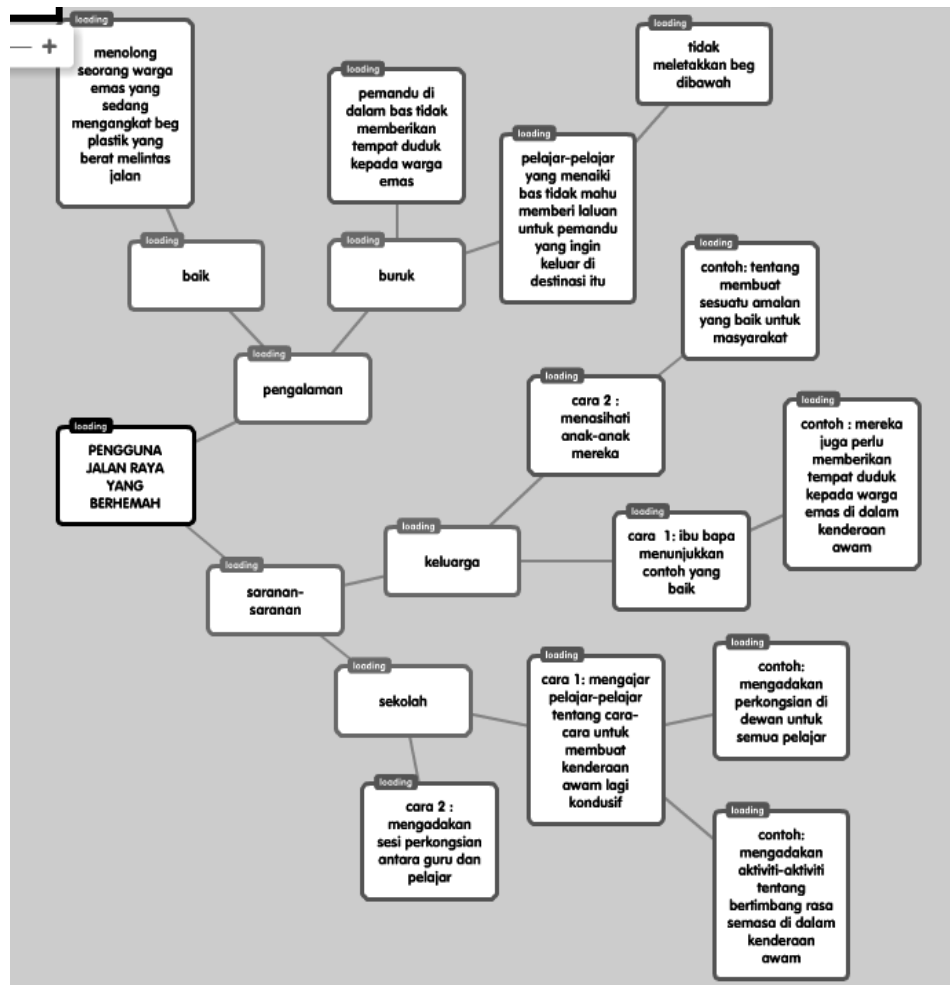 loading
— +
menolong
seorang warga
emas yang
sedang
mengangkat beg
plastik yang
berat melintas
jalan
loading
pemandu di
dalam bas tidak
memberikan
tempat duduk
kepada warga
emas
loading
tidak
meletakkan beg
dibawah
loading
pelajar-pelajar
yang menaiki
bas tidak mahu
memberi laluan
untuk pemandu
yang ingin
keluar di
destinasi itu
loading
baik
loading
buruk
loading
contoh: tentang
membuat
sesuatu amalan
yang baik untuk
masyarakat
loading
pengalaman
loading
cara 2 :
menasihati
anak-anak
mereka
loading
contoh : mereka
juga perlu
memberikan
tempat duduk
kepada warga
emas di dalam
kenderaan
awam
loading
PENGGUNA
JALAN RAYA
YANG
BERHEMAH
loading
keluarga
loading
cara 1: ibu bapa
menunjukkan
contoh yang
baik
loading
saranan-
saranan
loading
sekolah
loading
cara 1: mengajar
pelajar-pelajar
tentang cara-
cara untuk
membuat
kenderaan
awam lagi
kondusif
loading
contoh:
mengadakan
perkongsian di
dewan untuk
semua pelajar
loading
cara 2 :
mengadakan
sesi perkongsian
antara guru dan
pelajar
loading
contoh:
mengadakan
aktiviti-aktiviti
tentang
bertimbang rasa
semasa di dalam
kenderaan
awam